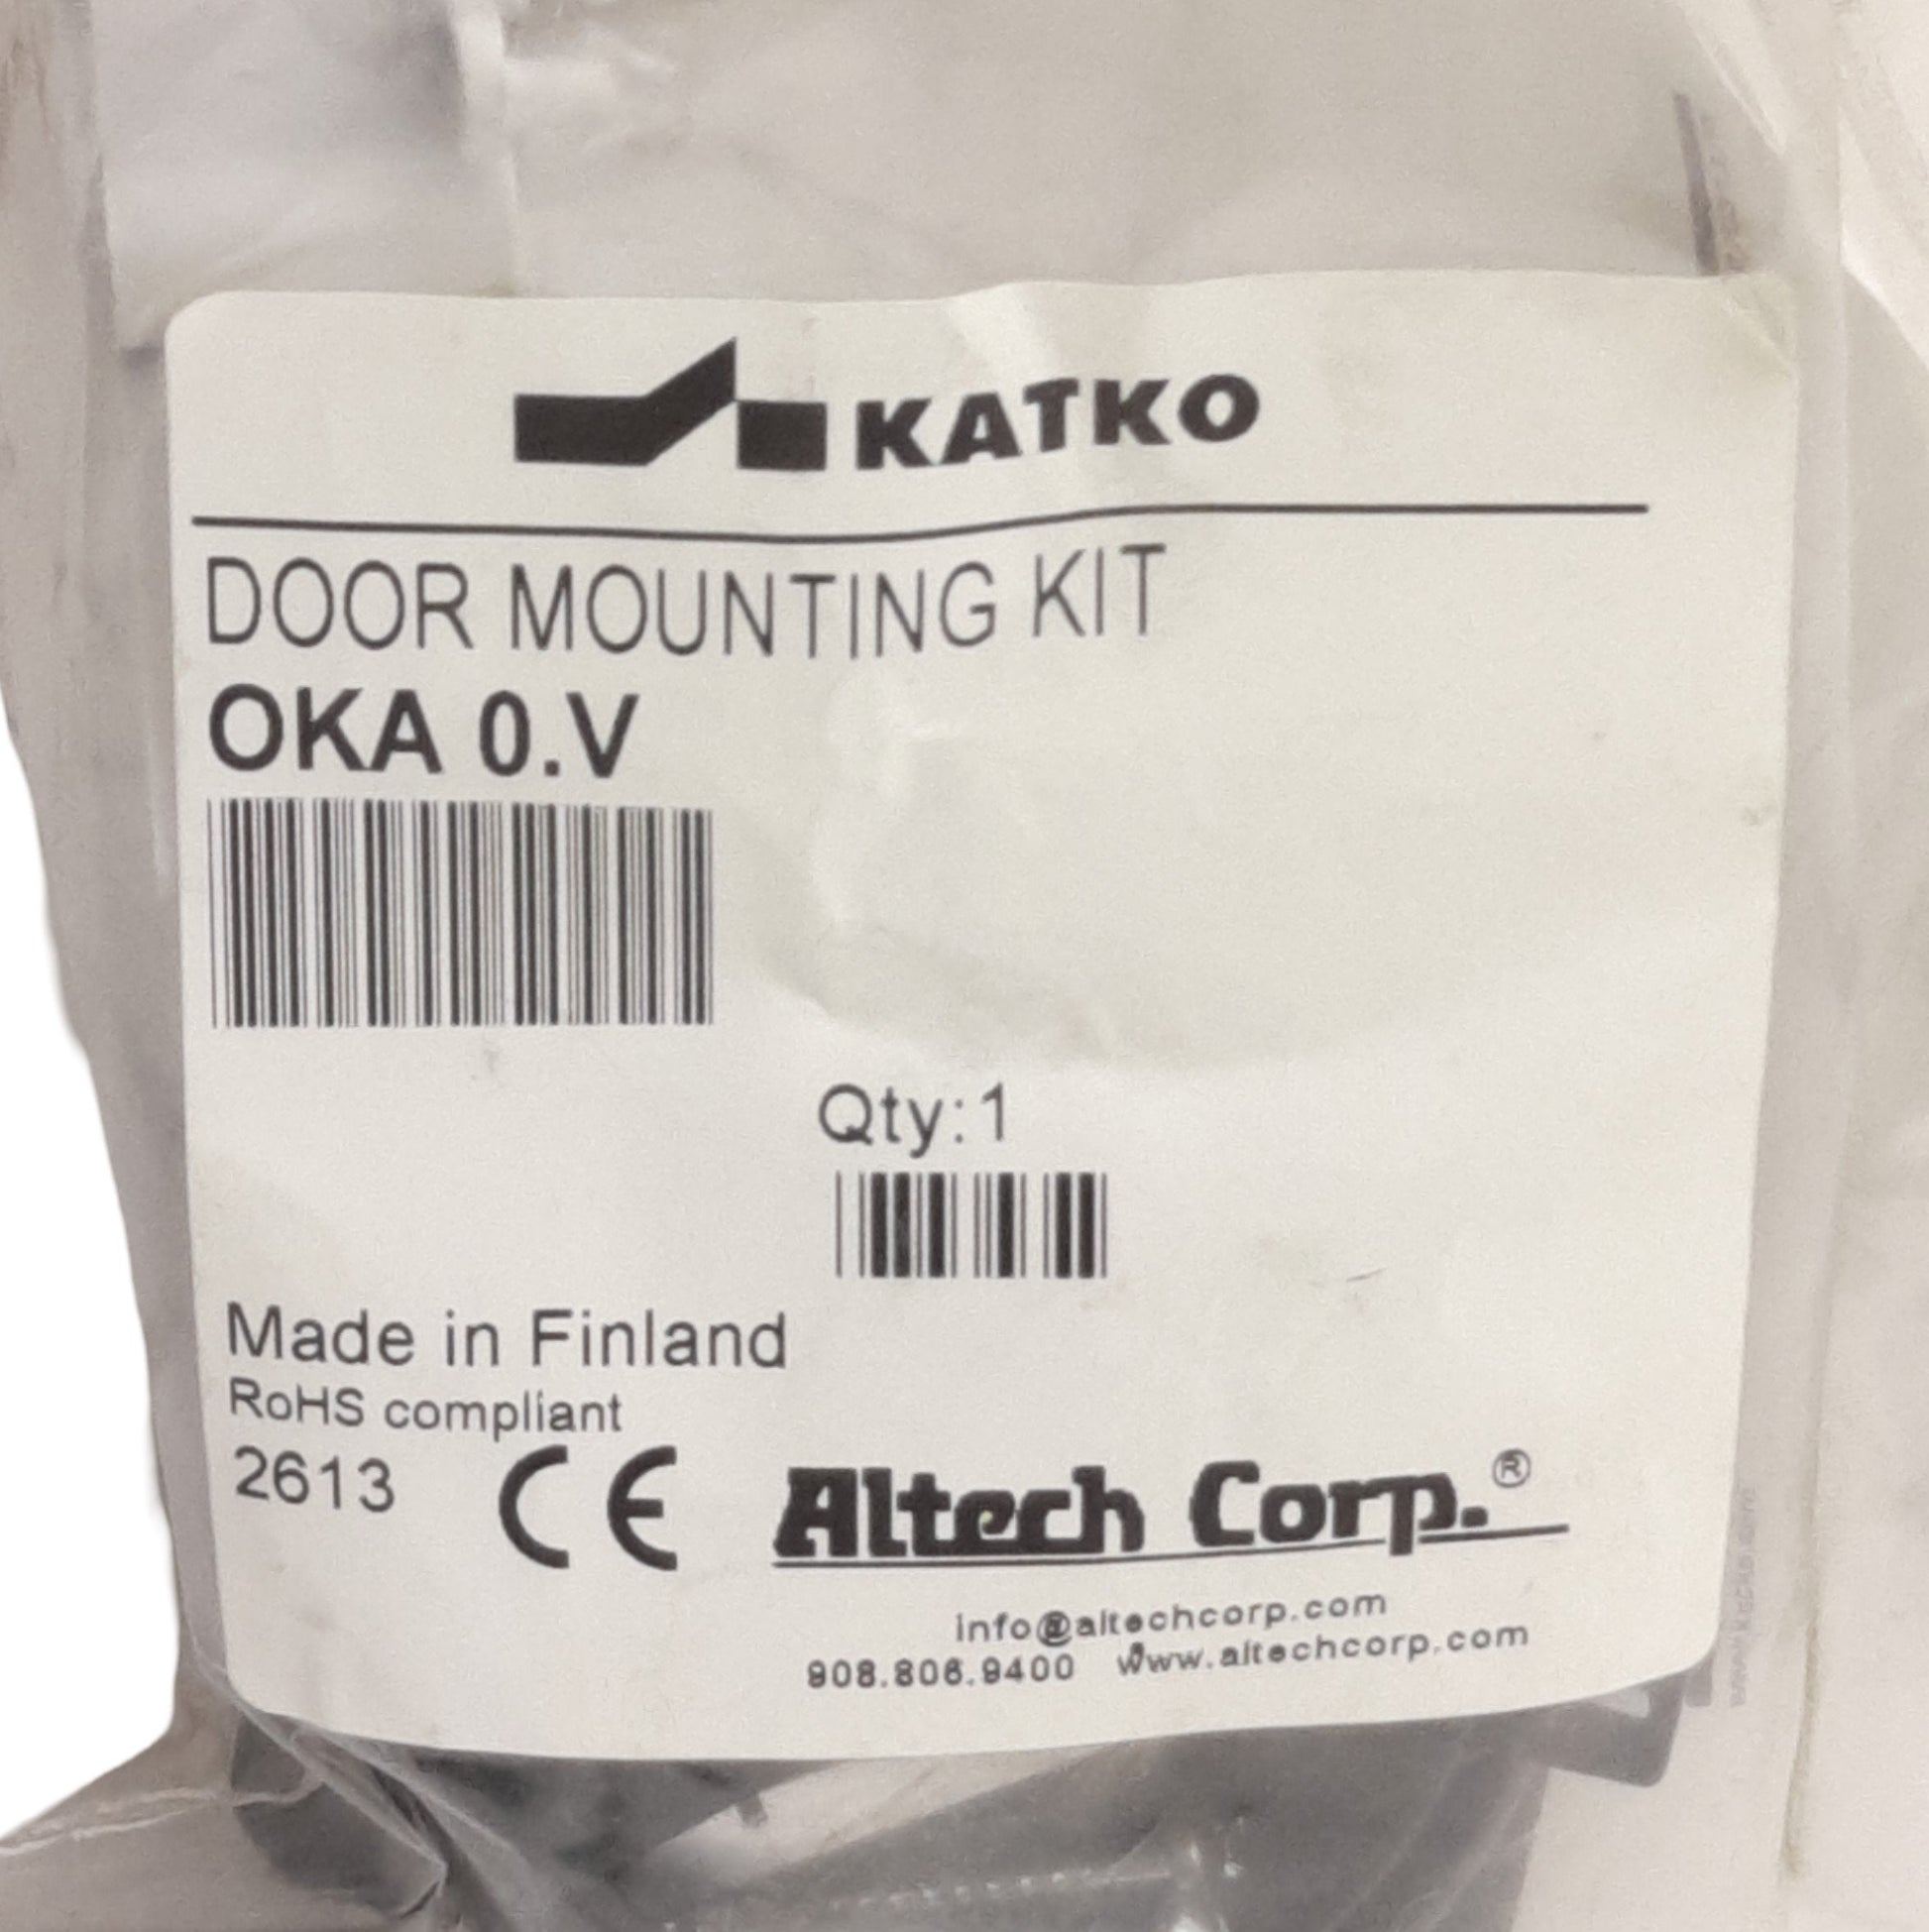 KATKO
DOOR MOUNTING KIT
OKA 0.V
Qty:1
Made in Finland
RoHS compliant
2613 CE Altech Corp.®
info@altechcorp.com
908.806.9400 www.altechcorp.com